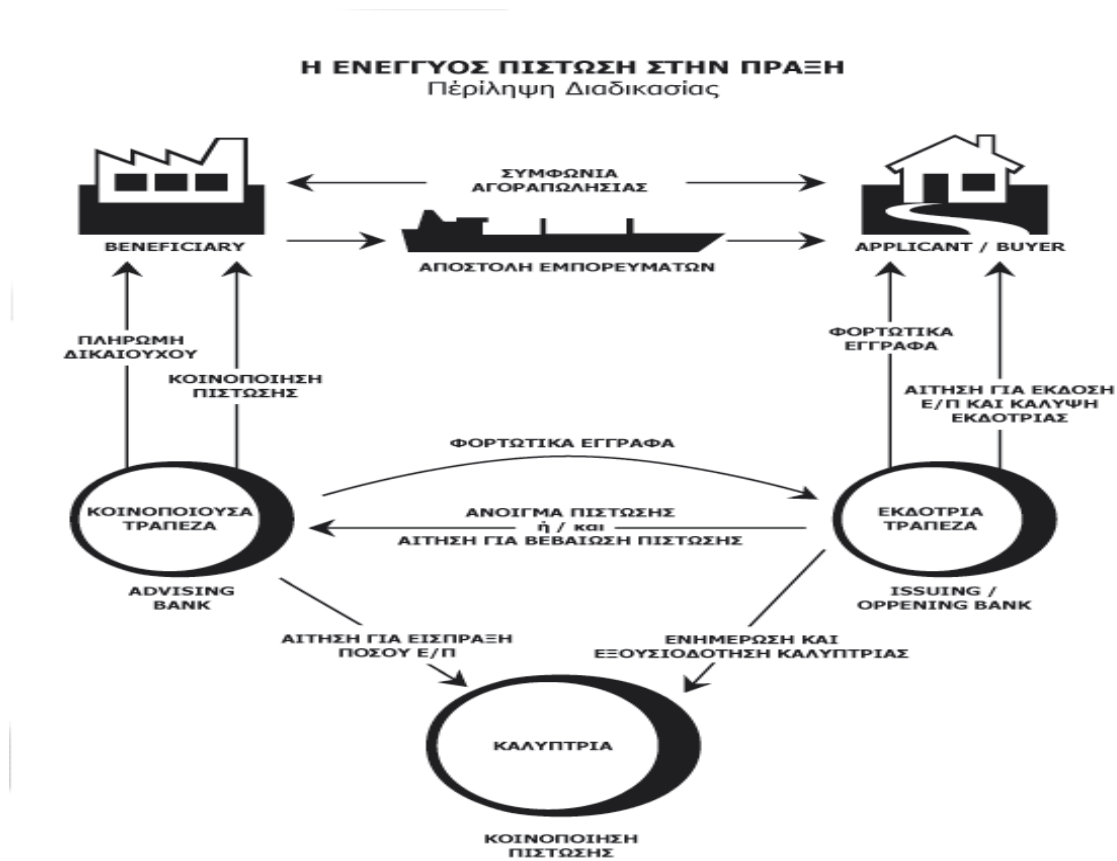 Η ΕΝΕΓΓΥΟΣ ΠΙΣΤΩΣΗ ΣΤΗΝ ΠΡΑΞΗ
Πέριληψη Διαδικασίας
ΣΥΜΦΩΝΙΑ
ΑΓΟΡΑΠΩΛΗΣΙΑΣ
BENEFICIARY
APPLICANT / BUYER
ΑΠΟΣΤΟΛΗ ΕΜΠΟΡΕΥΜΑΤΩΝ
ΠΛΗΡΩΜΗ
ΔΙΚΑΙΟΥΧΟΥ
ΚΟΙΝΟΠΟΙΗΣΗ
ΠΙΣΤΩΣΗΣ
ΦΟΡΤΩΤΙΚΑ
ΕΓΓΡΑΦΑ
ΑΙΤΗΣΗ ΓΙΑ ΕΚΔΟΣΗ
Ε/Π ΚΑΙ ΚΑΛΥΨΗ
ΕΚΔΟΤΡΙΑΣ
ΦΟΡΤΩΤΙΚΑ ΕΓΓΡΑΦΑ
ΚΟΙΝΟΠΟΙΟΥΣΑ
ΤΡΑΠΕΖΑ
ΑΝΟΙΓΜΑ ΠΙΣΤΩΣΗΣ
ή / και
ΑΙΤΗΣΗ ΓΙΑ ΒΕΒΑΙΩΣΗ ΠΙΣΤΩΣΗΣ
ΕΚΔΟΤΡΙΑ
ΤΡΑΠΕΖΑ
ADVISING
BANK
ISSUING /
OPPENING BANK
ΑΙΤΗΣΗ ΓΙΑ ΕΙΣΠΡΑΞΗ
ΠΟΣΟΥ Ε/Π
ΕΝΗΜΕΡΩΣΗ ΚΑΙ
ΕΞΟΥΣΙΟΔΟΤΗΣΗ ΚΑΛΥΠΤΡΙΑΣ
ΚΑΛΥΠΤΡΙΑ
ΚΟΙΝΟΠΟΙΗΣΗ
ΠΙΣΤΩΣΗΣ